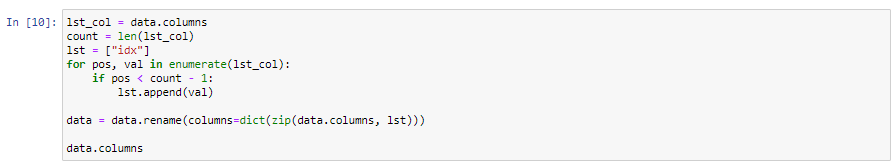 In [10]: lst_col = data.columns
count = len(lst_col)
lst = ["idx"]
for pos, val in enumerate(lst_col):
    if pos < count - 1:
        lst.append(val)

data = data.rename(columns=dict(zip(data.columns, lst)))

data.columns